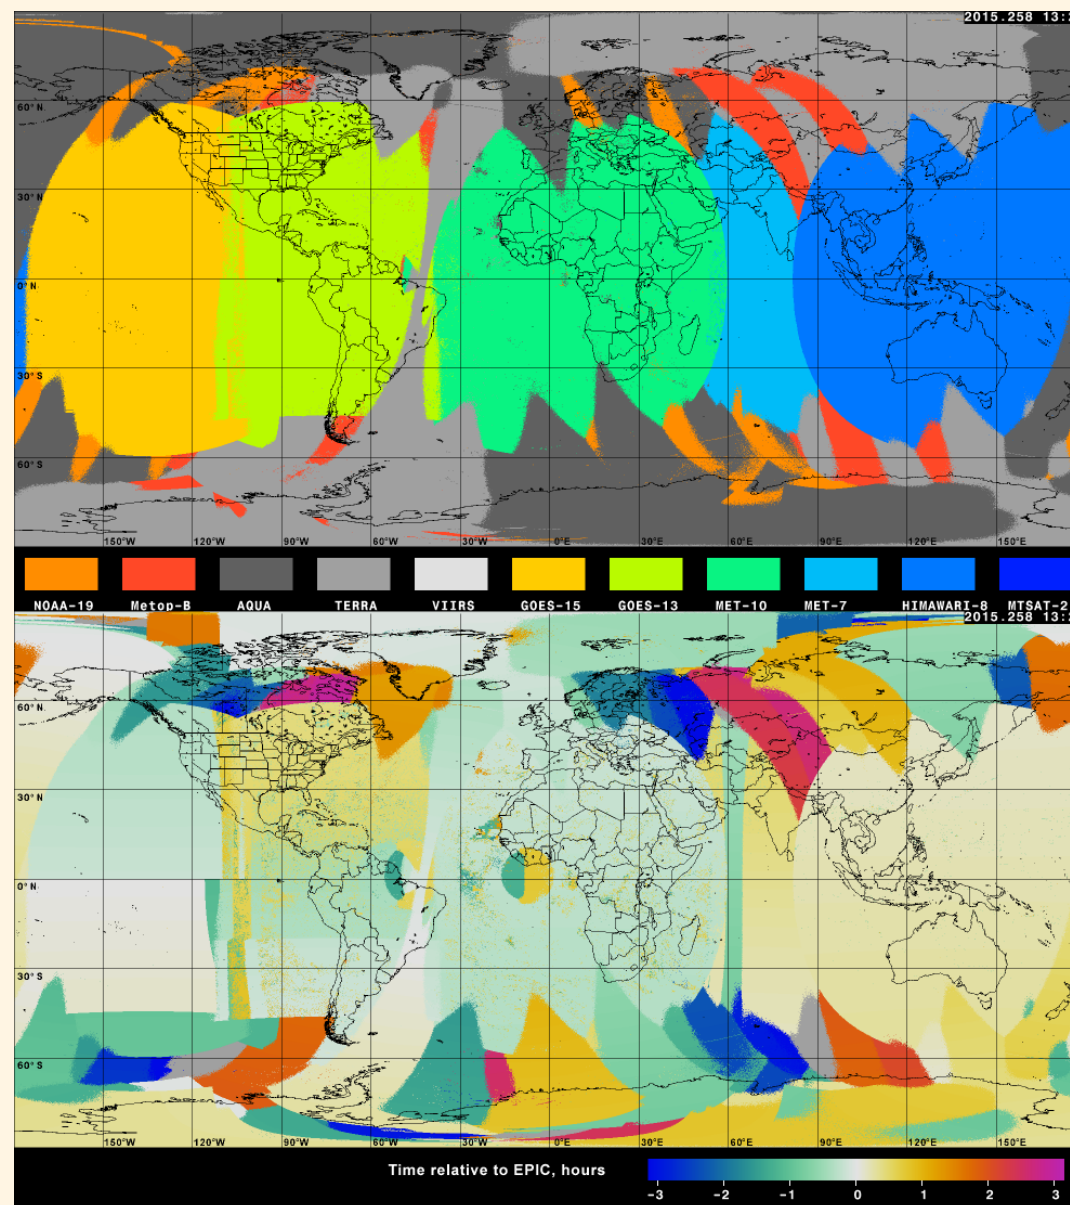 2015.258 13:
60°N
30°N
0°N
30°S
60°S
150°W 120°W 90°W 60°W 30°W 0°E 30°E 60°E 90°E 120°E 150°E
NOAA-19 Metop-B AQUA TERRA VIIRS GOES-15 GOES-13 MET-10 MET-7 HIMAWARI-8 MTSAT-2
2015.258 13:
60°N
30°N
0°N
30°S
60°S
150°W 120°W 90°W 60°W 30°W 0°E 30°E 60°E 90°E 120°E 150°E
Time relative to EPIC, hours
-3 -2 -1 0 1 2 3